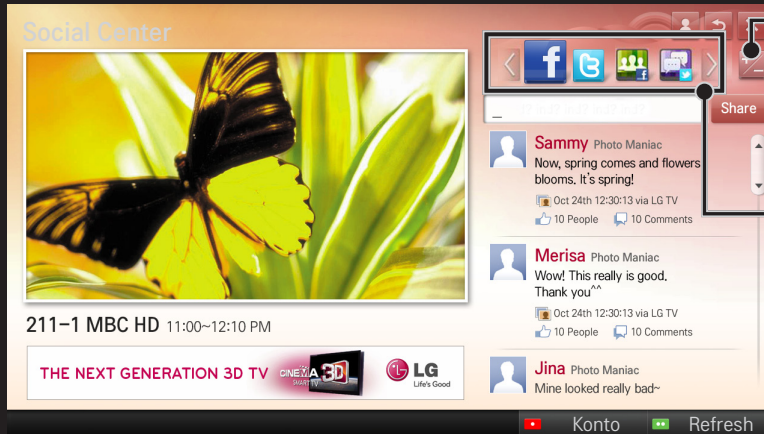 Social Center
Share
Sammy Photo Maniac
Now, spring comes and flowers
blooms. It's spring!
Oct 24th 12:30:13 via LG TV
10 People 10 Comments
Merisa Photo Maniac
Wow! This really is good.
Thank you^^
Oct 24th 12:30:13 via LG TV
10 People 10 Comments
Jina Photo Maniac
Mine looked really bad~
211-1 MBC HD 11:00~12:10 PM
THE NEXT GENERATION 3D TV CINEMA 3D SMART TV LG Life's Good
Konto Refresh